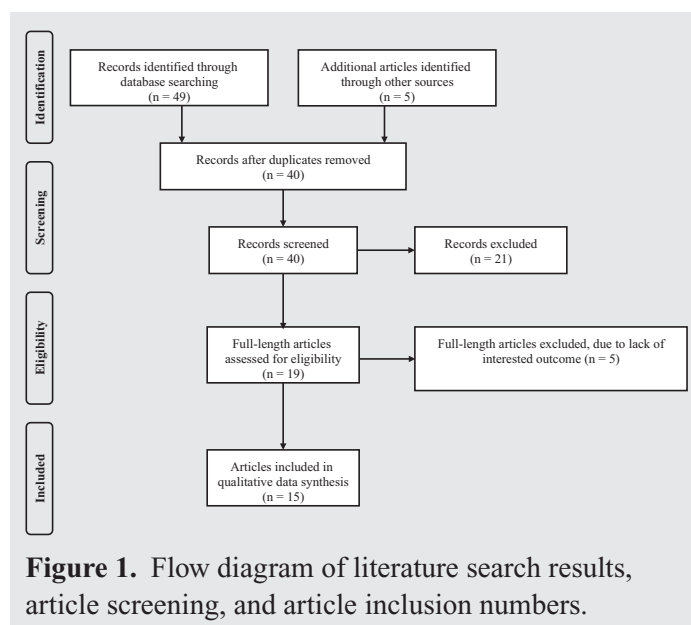 Identification
Records identified through
database searching
(n = 49)
Additional articles identified
through other sources
(n = 5)
Records after duplicates removed
(n = 40)
Screening
Records screened
(n = 40)
Records excluded
(n = 21)
Eligibility
Full-length articles
assessed for eligibility
(n = 19)
Full-length articles excluded, due to lack of
interested outcome (n = 5)
Included
Articles included in
qualitative data synthesis
(n = 15)
Figure 1. Flow diagram of literature search results,
article screening, and article inclusion numbers.